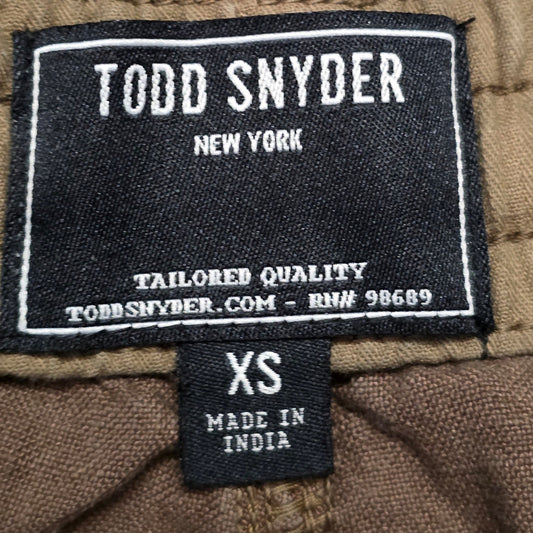 TODD SNYDER
NEW YORK
TAILORED QUALITY
TODDSNYDER.COM - RN# 98689
XS
MADE IN
INDIA